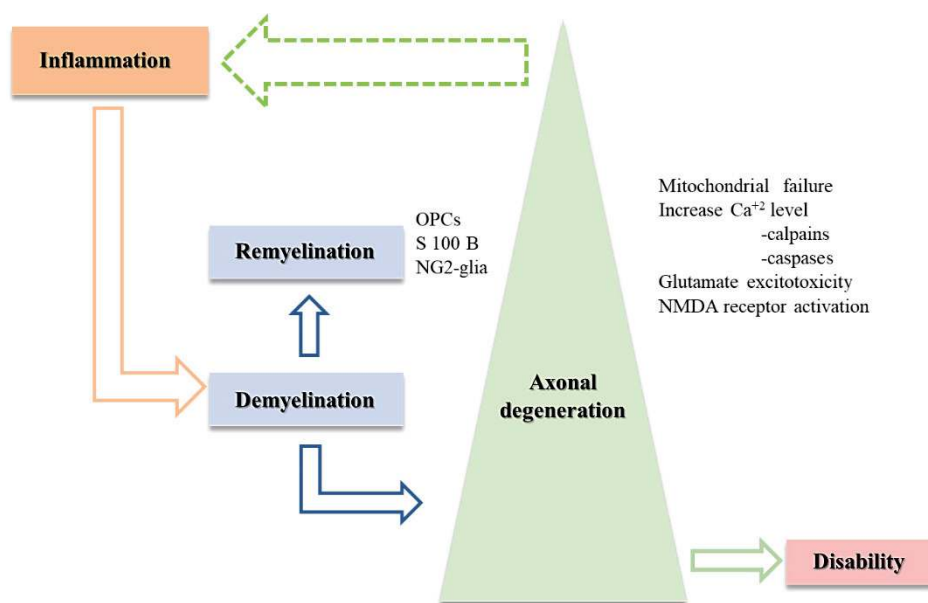 Inflammation
Mitochondrial failure
Increase Ca⁺² level
-calpains
-caspases
Glutamate excitotoxicity
NMDA receptor activation
OPCs
S 100 B
NG2-glia
Remyelination
Demyelination
Axonal
degeneration
Disability